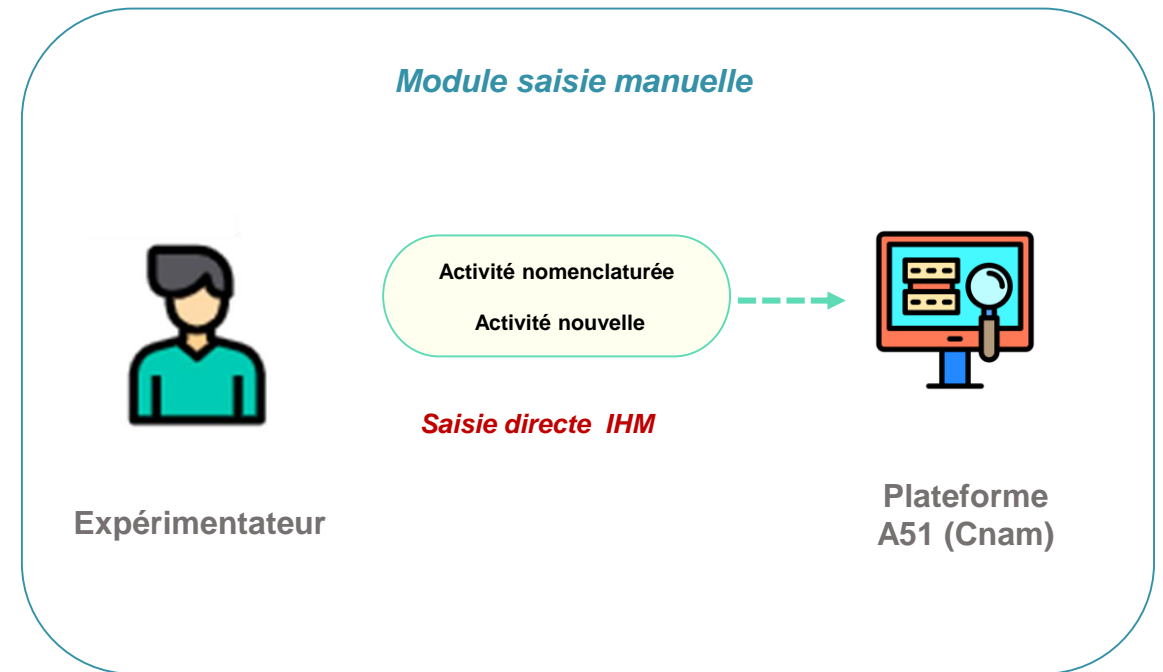 Module saisie manuelle
Activité nomenclaturée
Activité nouvelle
Saisie directe IHM
Expérimentateur
Plateforme
A51 (Cnam)